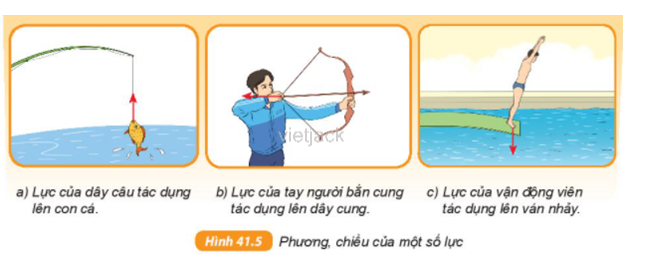 vietjack
a) Lực của dây câu tác dụng
lên con cá.
b) Lực của tay người bắn cung
tác dụng lên dây cung.
c) Lực của vận động viên
tác dụng lên ván nhảy.
Hình 41.5 Phương, chiều của một số lực